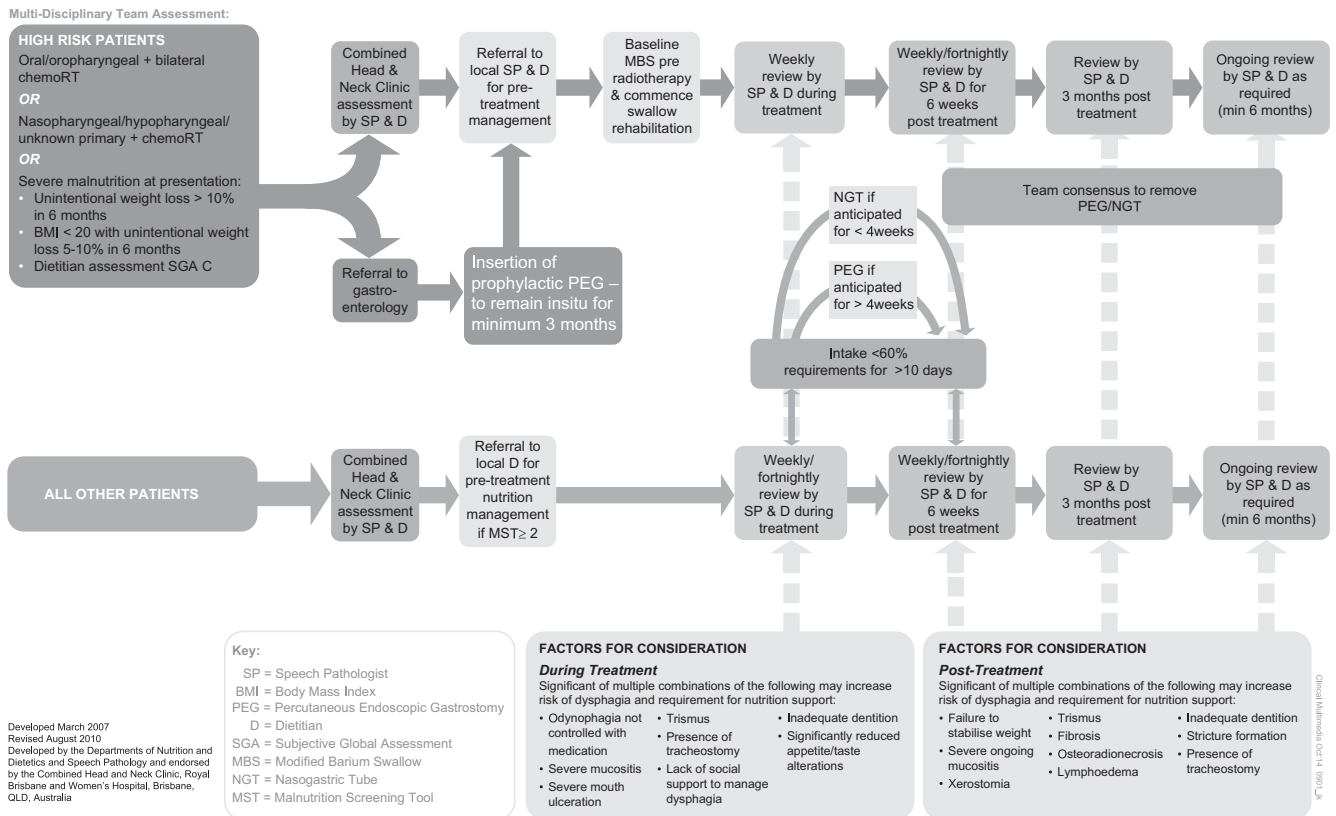 Multi-Disciplinary Team Assessment:
HIGH RISK PATIENTS
Oral/oropharyngeal + bilateral
chemoRT
OR
Nasopharyngeal/hypopharyngeal/
unknown primary + chemoRT
OR
Severe malnutrition at presentation:
• Unintentional weight loss > 10%
in 6 months
• BMI < 20 with unintentional weight
loss 5-10% in 6 months
• Dietitian assessment SGA C
Combined
Head &
Neck Clinic
assessment
by SP & D
Referral to
local SP & D
for pre-
treatment
management
Baseline
MBS pre
radiotherapy
& commence
swallow
rehabilitation
Weekly
review by
SP & D during
treatment
Weekly/fortnightly
review by
SP & D for
6 weeks
post treatment
Review by
SP & D
3 months post
treatment
Ongoing review
by SP & D as
required
(min 6 months)
Referral to
gastro-
enterology
Insertion of
prophylactic PEG –
to remain insitu for
minimum 3 months
NGT if
anticipated
for < 4weeks
PEG if
anticipated
for > 4weeks
Team consensus to remove
PEG/NGT
Intake <60%
requirements for >10 days
ALL OTHER PATIENTS
Combined
Head &
Neck Clinic
assessment
by SP & D
Referral to
local D for
pre-treatment
nutrition
management
if MST≥ 2
Weekly/
fortnightly
review by
SP & D during
treatment
Weekly/fortnightly
review by
SP & D for
6 weeks
post treatment
Review by
SP & D
3 months post
treatment
Ongoing review
by SP & D as
required
(min 6 months)
Developed March 2007
Revised August 2010
Developed by the Departments of Nutrition and
Dietetics and Speech Pathology and endorsed
by the Combined Head and Neck Clinic, Royal
Brisbane and Women's Hospital, Brisbane,
QLD, Australia
Key:
SP = Speech Pathologist
BMI = Body Mass Index
PEG = Percutaneous Endoscopic Gastrostomy
D = Dietitian
SGA = Subjective Global Assessment
MBS = Modified Barium Swallow
NGT = Nasogastric Tube
MST = Malnutrition Screening Tool
FACTORS FOR CONSIDERATION
During Treatment
Significant of multiple combinations of the following may increase
risk of dysphagia and requirement for nutrition support:
• Odynophagia not
controlled with
medication
• Severe mucositis
• Severe mouth
ulceration
• Trismus
• Presence of
tracheostomy
• Lack of social
support to manage
dysphagia
• Inadequate dentition
• Significantly reduced
appetite/taste
alterations
FACTORS FOR CONSIDERATION
Post-Treatment
Significant of multiple combinations of the following may increase
risk of dysphagia and requirement for nutrition support:
• Failure to
stabilise weight
• Severe ongoing
mucositis
• Xerostomia
• Trismus
• Fibrosis
• Osteoradionecrosis
• Lymphoedema
• Inadequate dentition
• Stricture formation
• Presence of
tracheostomy
Clinical Multimedia Oct'14 0901_jk